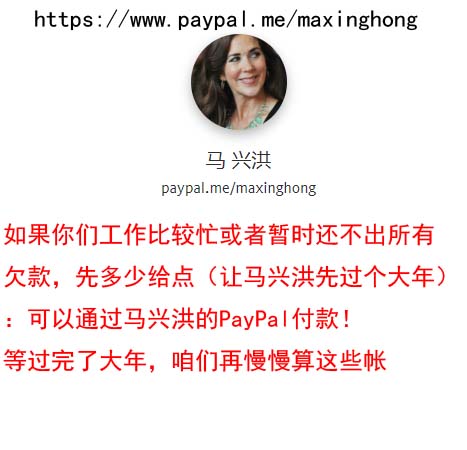 https://www.paypal.me/maxinghong
马 兴洪
paypal.me/maxinghong
如果你们工作比较忙或者暂时还不出所有
欠款，先多少给点（让马兴洪先过个大年）
：可以通过马兴洪的PayPal付款！
等过完了大年，咱们再慢慢算这些帐